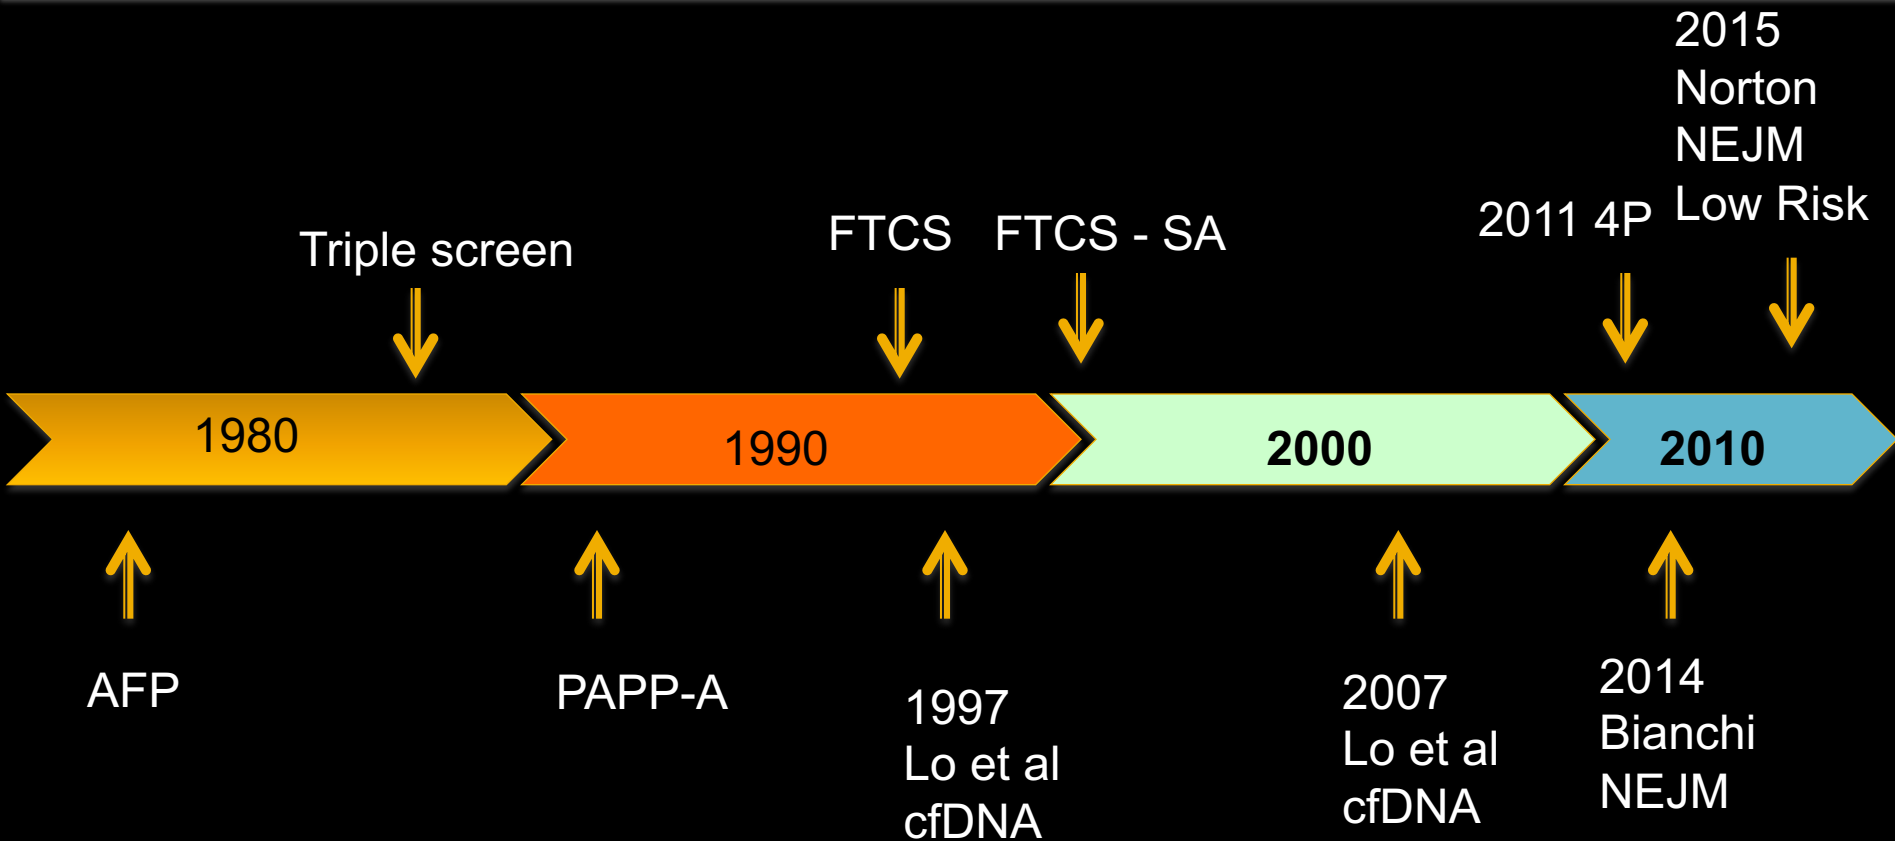 2015
Norton
NEJM
Low Risk
2011 4P
FTCS
FTCS - SA
Triple screen
1980
1990
2000
2010
AFP
PAPP-A
1997
Lo et al
cfDNA
2007
Lo et al
cfDNA
2014
Bianchi
NEJM